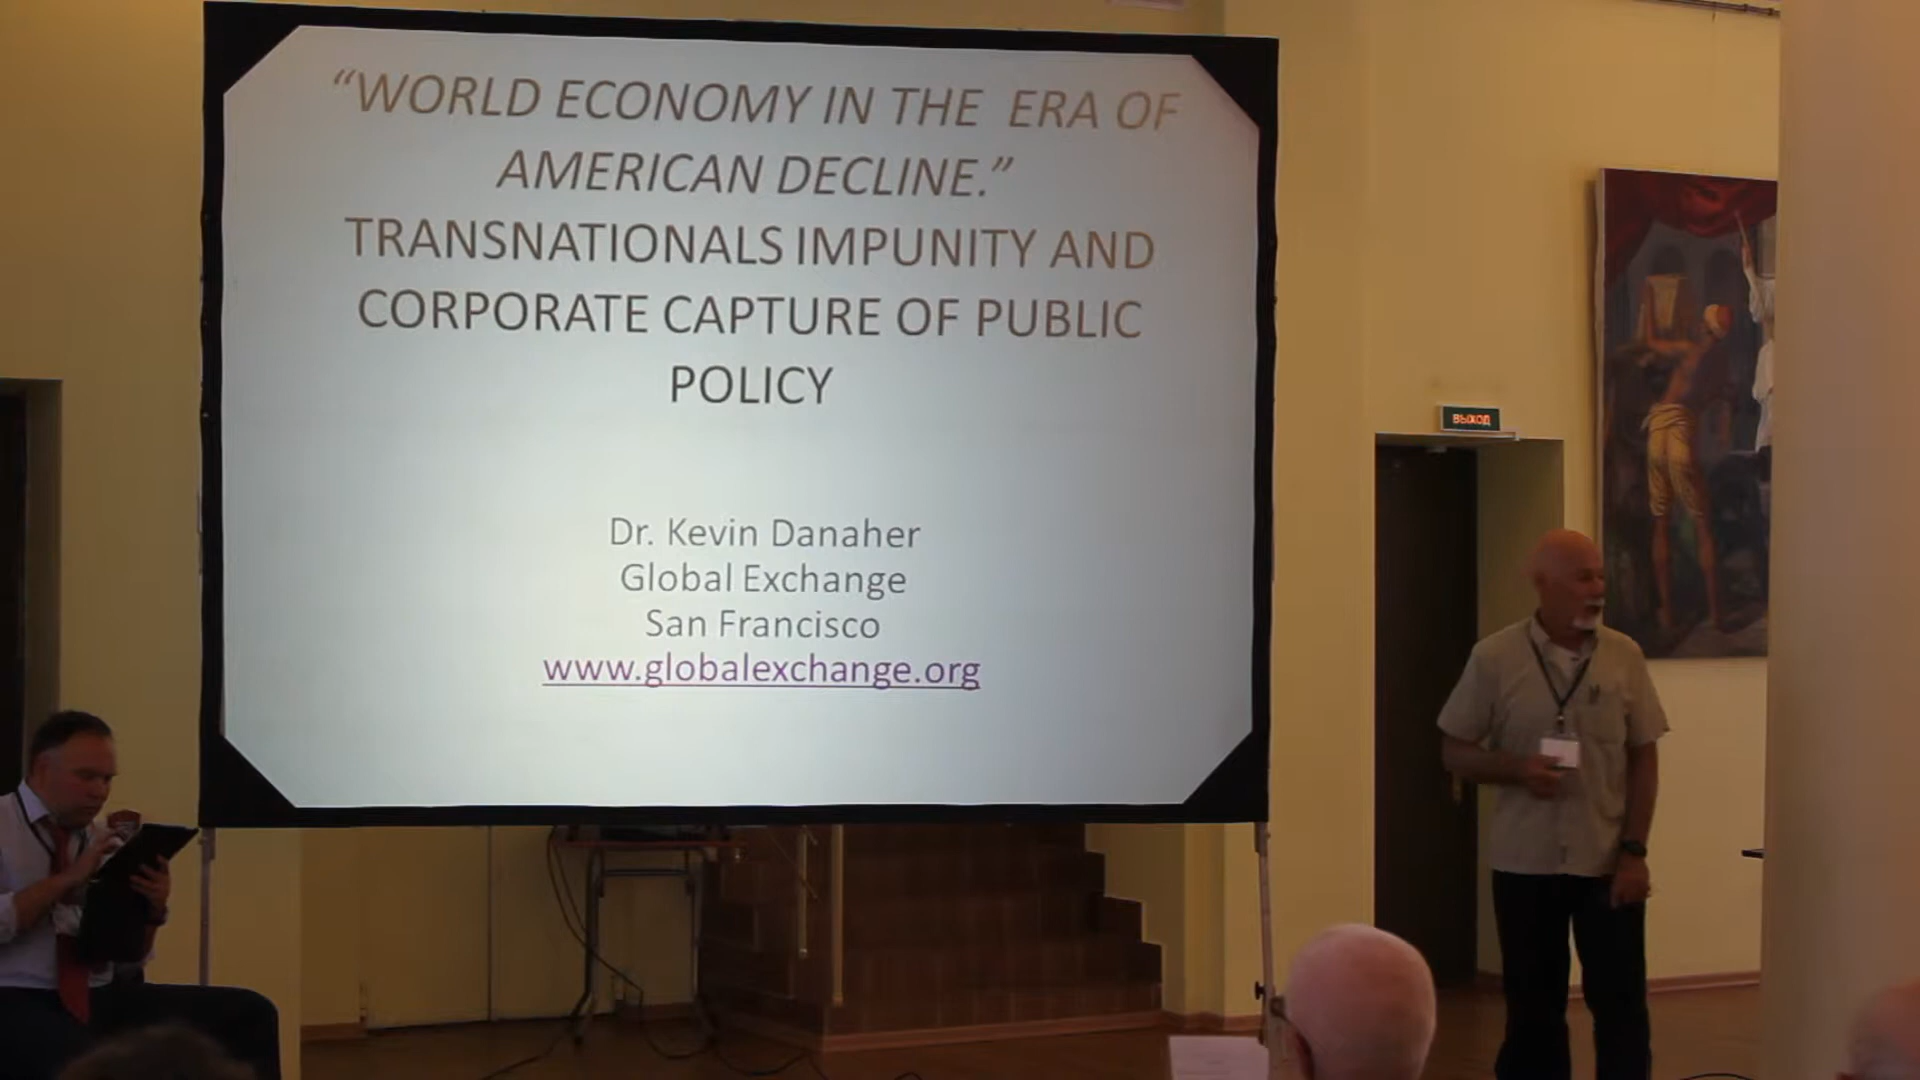 “WORLD ECONOMY IN THE ERA OF
AMERICAN DECLINE.”
TRANSNATIONALS IMPUNITY AND
CORPORATE CAPTURE OF PUBLIC
POLICY
Dr. Kevin Danaher
Global Exchange
San Francisco
www.globalexchange.org
ВЫХОД